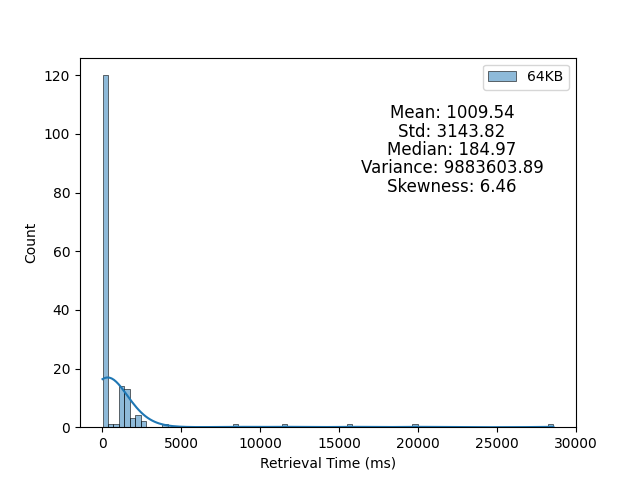 64KB
Mean: 1009.54
Std: 3143.82
Median: 184.97
Variance: 9883603.89
Skewness: 6.46
Count
120
100
80
60
40
20
0
0 5000 10000 15000 20000 25000 30000
Retrieval Time (ms)